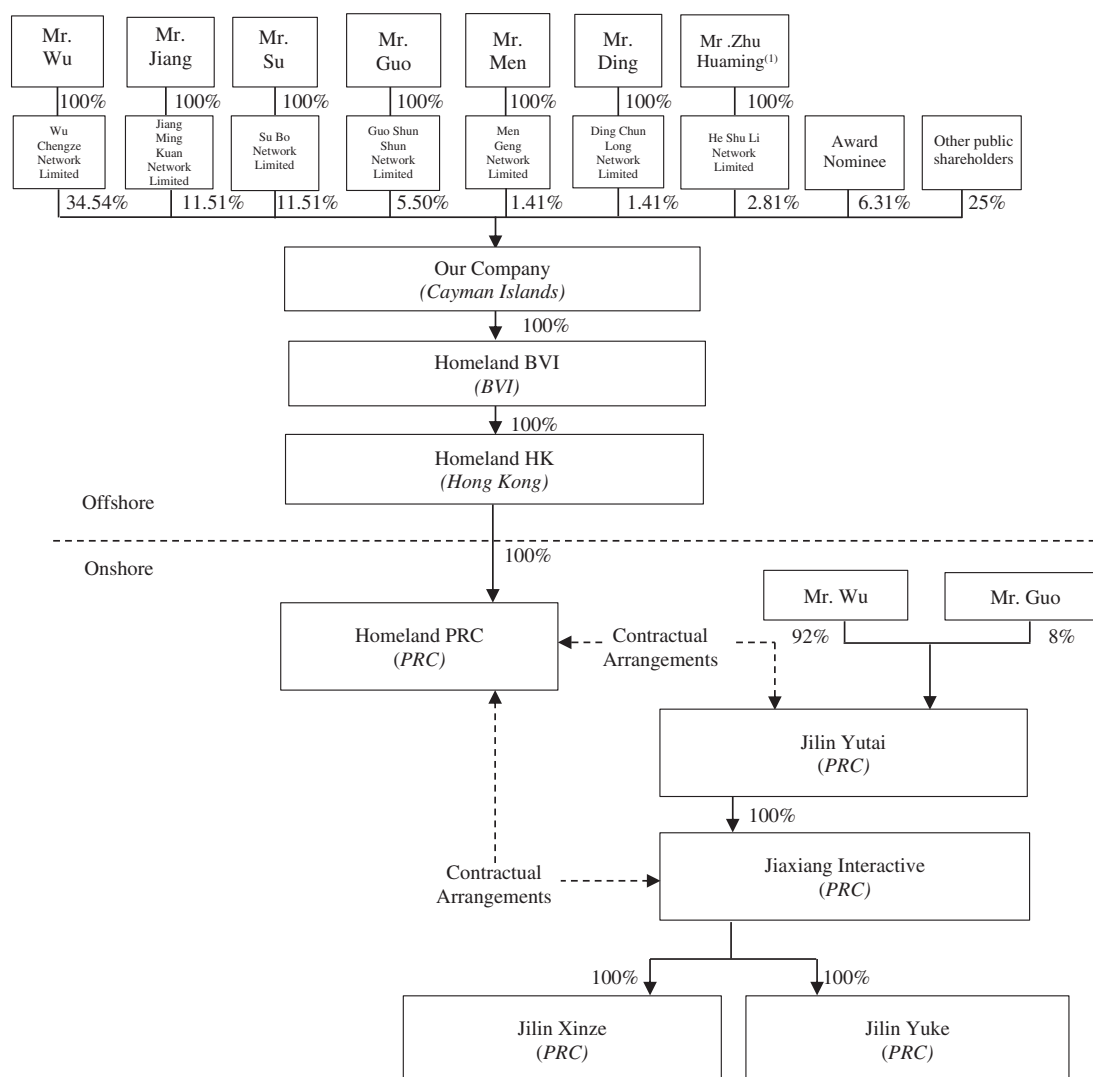 Mr.
Wu
Mr.
Jiang
Mr.
Su
Mr.
Guo
Mr.
Men
Mr.
Ding
Mr .Zhu
Huaming(1)
100%
100%
100%
100%
100%
100%
100%
Wu
Chengze
Network
Limited
Jiang
Ming
Kuan
Network
Limited
Su Bo
Network
Limited
Guo Shun
Shun
Network
Limited
Men
Geng
Network
Limited
Ding Chun
Long
Network
Limited
He Shu Li
Network
Limited
Award
Nominee
Other public
shareholders
34.54%
11.51%
11.51%
5.50%
1.41%
1.41%
2.81%
6.31%
25%
Our Company
(Cayman Islands)
100%
Homeland BVI
(BVI)
100%
Homeland HK
(Hong Kong)
Offshore
100%
Onshore
Mr. Wu
Mr. Guo
92%
8%
Homeland PRC
(PRC)
Contractual
Arrangements
Jilin Yutai
(PRC)
100%
Jiaxiang Interactive
(PRC)
Contractual
Arrangements
100%
100%
Jilin Xinze
(PRC)
Jilin Yuke
(PRC)